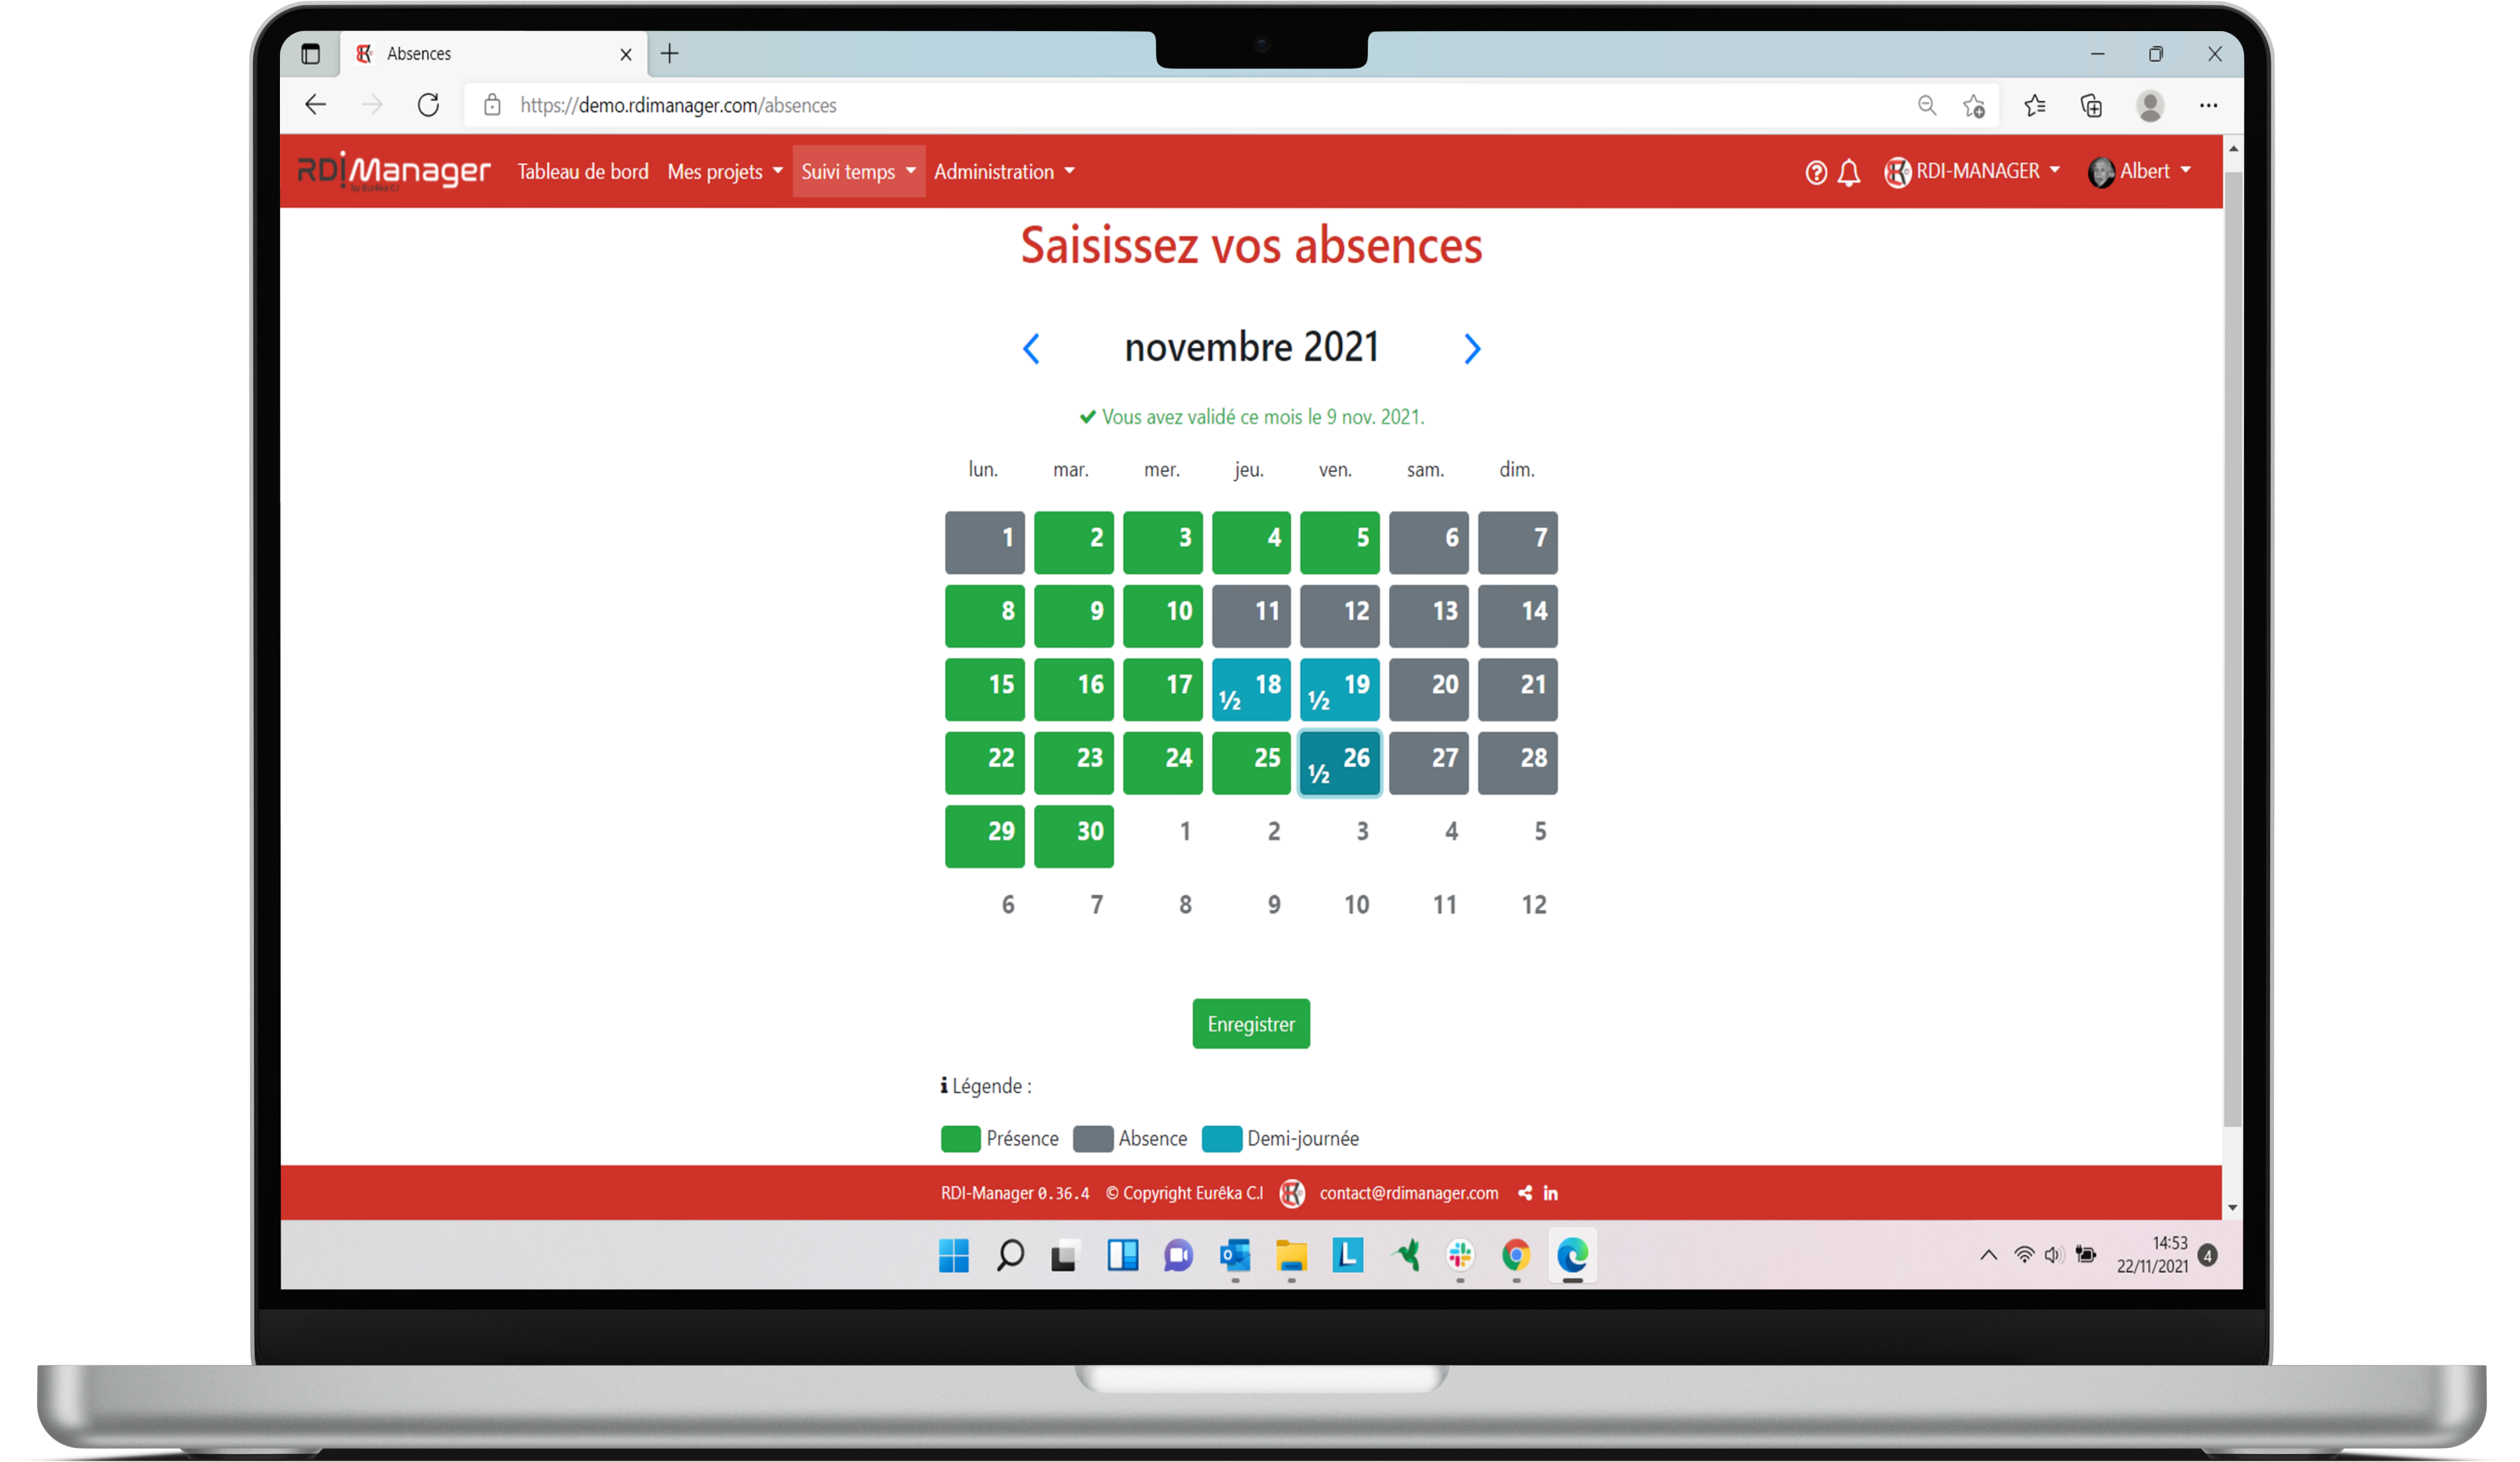 Absences
https://demo.rdimanager.com/absences
RDI Manager
by Eurêka C.I
Tableau de bord Mes projets Suivi temps Administration RDI-MANAGER Albert
Saisissez vos absences
novembre 2021
Vous avez validé ce mois le 9 nov. 2021.
lun. mar. mer. jeu. ven. sam. dim.
1 2 3 4 5 6 7
8 9 10 11 12 13 14
15 16 17 ½ 18 ½ 19 20 21
22 23 24 25 ½ 26 27 28
29 30 1 2 3 4 5
6 7 8 9 10 11 12
Enregistrer
Légende :
Présence Absence Demi-journée
RDI-Manager 0.36.4 © Copyright Eurêka C.I contact@rdimanager.com in
14:53
22/11/2021 4